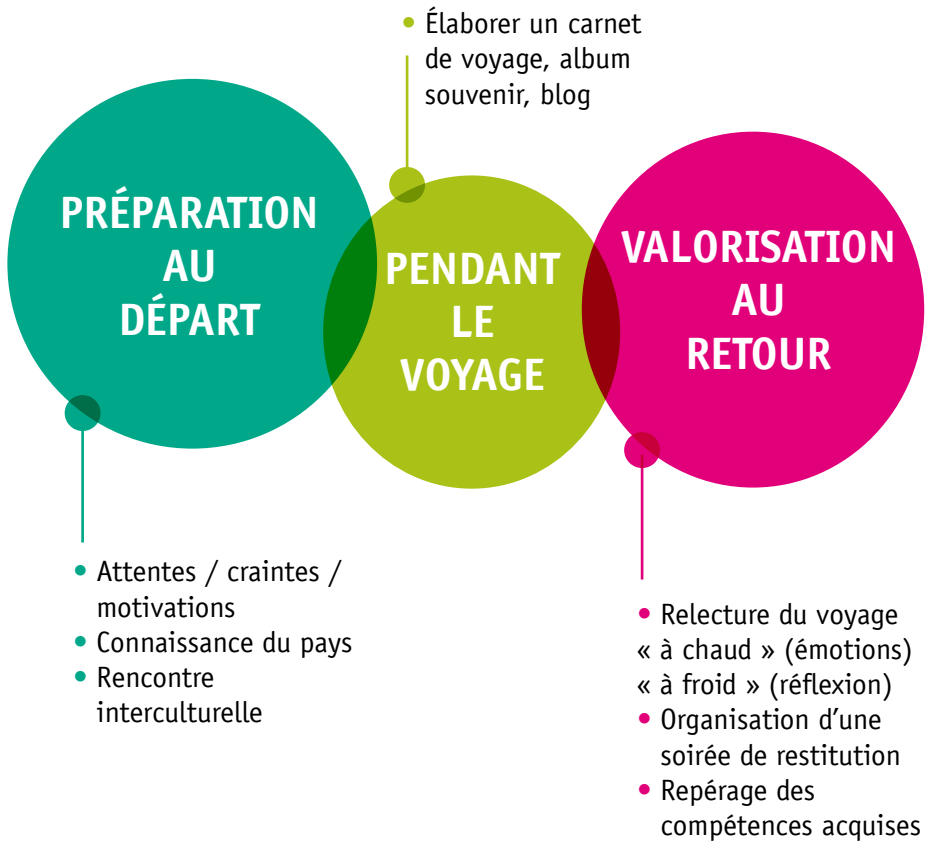 • Élaborer un carnet
de voyage, album
souvenir, blog
PRÉPARATION
AU
DÉPART
PENDANT
LE
VOYAGE
VALORISATION
AU
RETOUR
• Attentes / craintes /
motivations
• Connaissance du pays
• Rencontre
interculturelle
• Relecture du voyage
« à chaud » (émotions)
« à froid » (réflexion)
• Organisation d’une
soirée de restitution
• Repérage des
compétences acquises